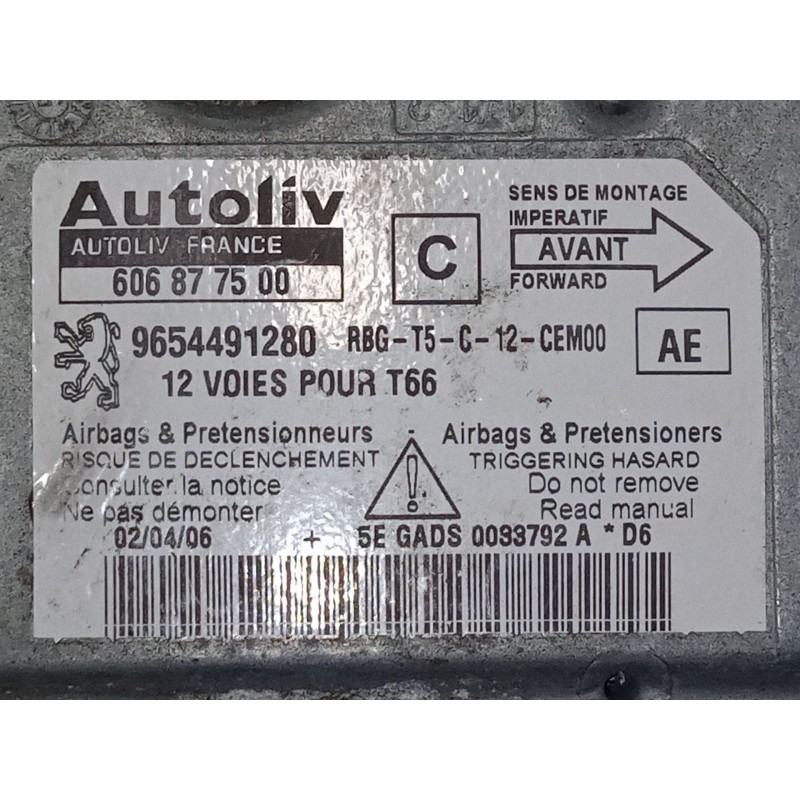 Autoliv
AUTOLIV FRANCE
606 87 75 00
C
SENS DE MONTAGE
IMPERATIF
AVANT
FORWARD
9654491280 RBG-T5-C-12-CEM00
AE
12 VOIES POUR T66
Airbags & Pretensionneurs
RISQUE DE DECLENCHEMENT
Consulter la notice
Ne pas démonter
Airbags & Pretensioners
TRIGGERING HASARD
Do not remove
Read manual
02/04/06 + 5E GADS 0093792 A * D6